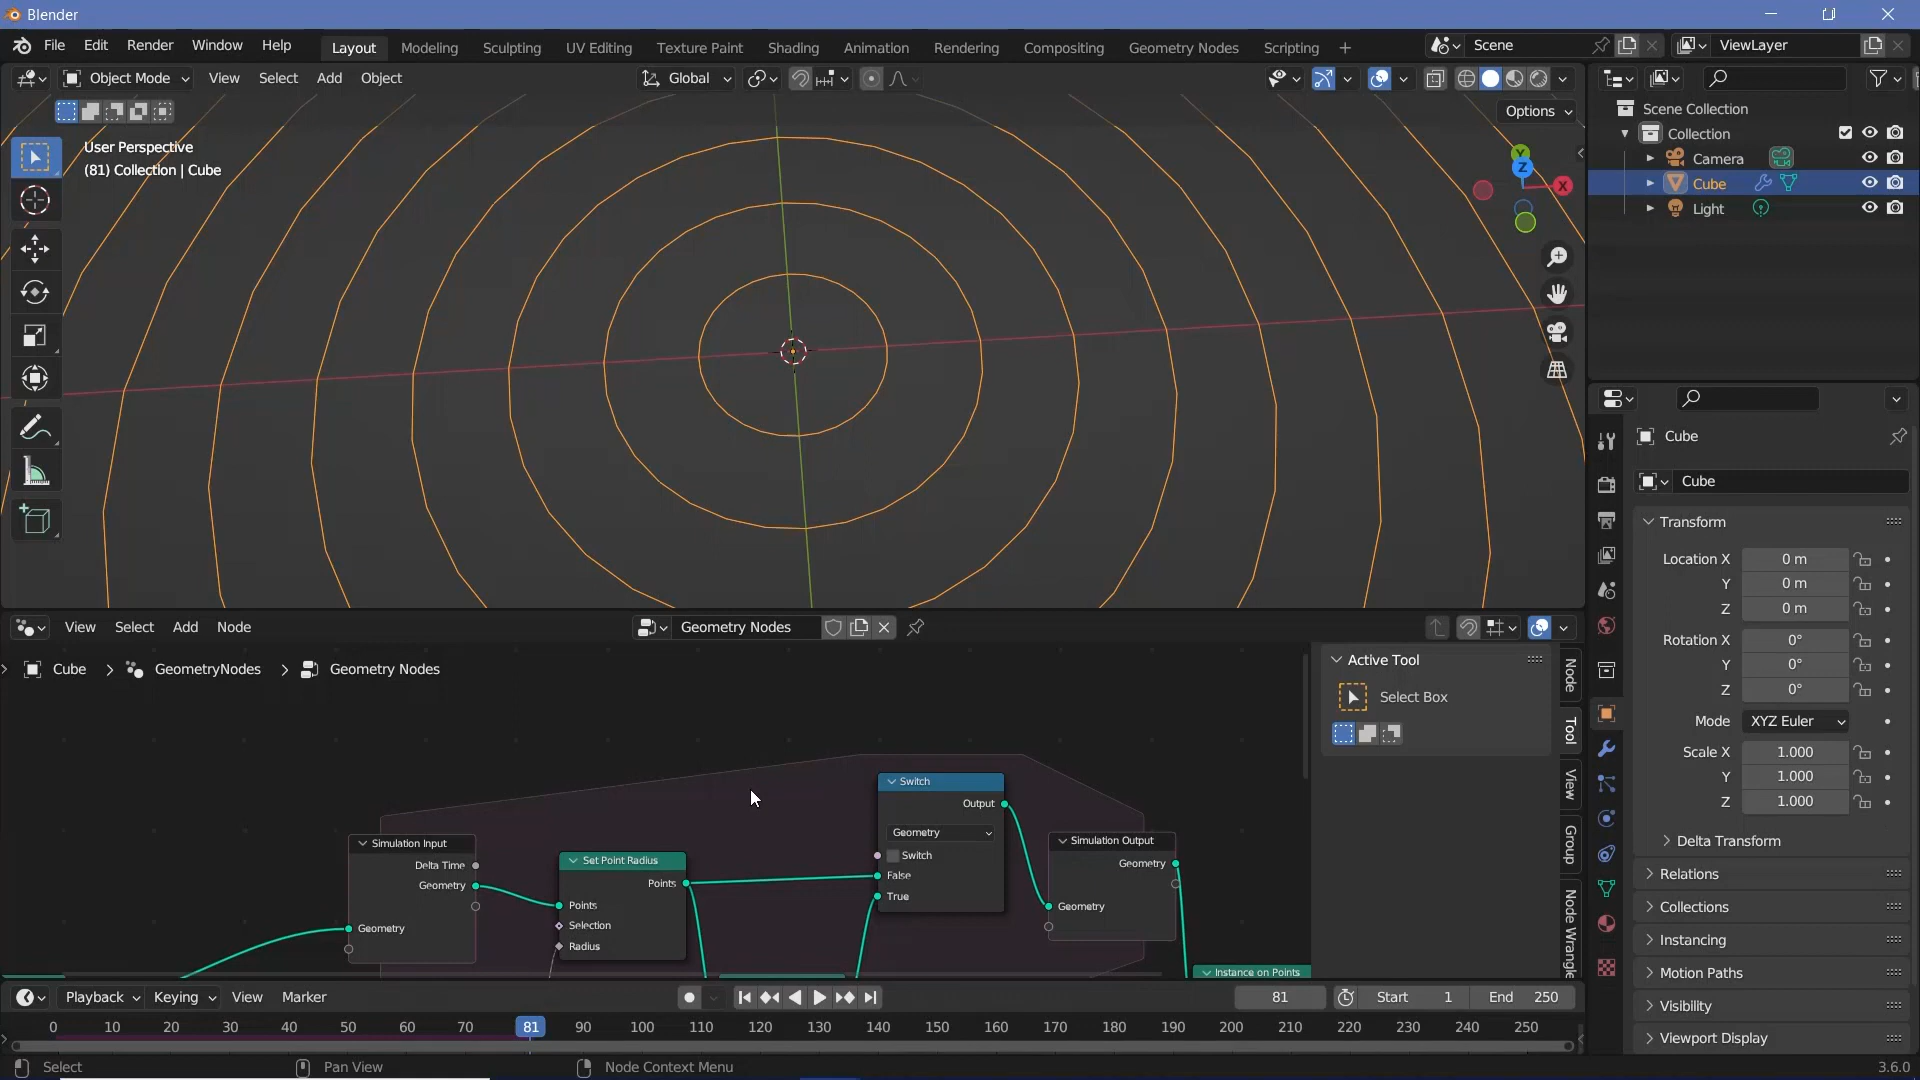 Blender
File Edit Render Window Help Layout Modeling Sculpting UV Editing Texture Paint Shading Animation Rendering Compositing Geometry Nodes Scripting + Scene ViewLayer
Object Mode View Select Add Object Global
Options
User Perspective
(81) Collection | Cube
Y
Z
X
Scene Collection
Collection
Camera
Cube
Light
Cube
Cube
Transform
Location X 0 m
Y 0 m
Z 0 m
Rotation X 0°
Y 0°
Z 0°
Mode XYZ Euler
Scale X 1.000
Y 1.000
Z 1.000
Delta Transform
Relations
Collections
Instancing
Motion Paths
Visibility
Viewport Display
View Select Add Node Geometry Nodes
Cube GeometryNodes Geometry Nodes
Active Tool
Select Box
Node
Tool
View
Group
Node Wrangle
Simulation Input
Delta Time
Geometry
Geometry
Set Point Radius
Points
Points
Selection
Radius
Switch
Output
Geometry
Switch
False
True
Simulation Output
Geometry
Geometry
Instance on Points
Playback Keying View Marker 81 Start 1 End 250
0 10 20 30 40 50 60 70 81 90 100 110 120 130 140 150 160 170 180 190 200 210 220 230 240 250
Select Pan View Node Context Menu 3.6.0